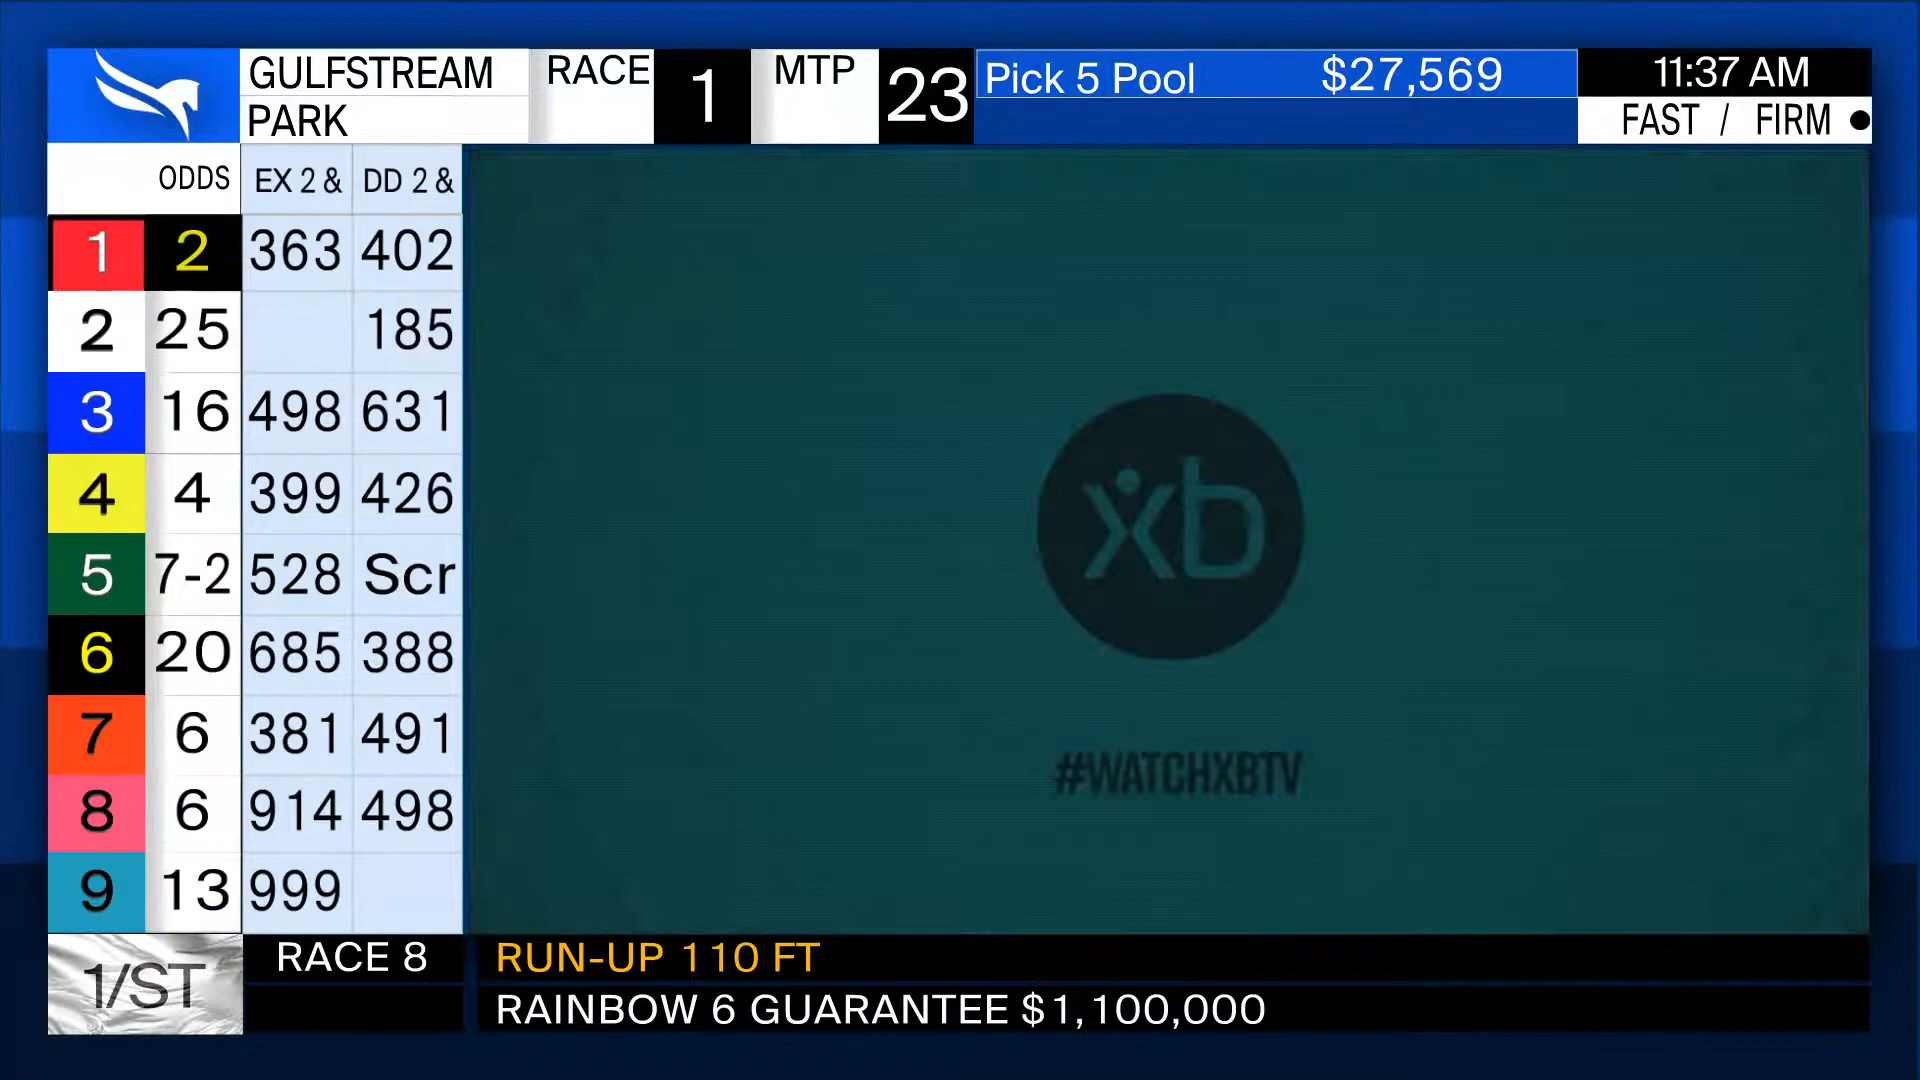 GULFSTREAM PARK RACE 1 MTP 23 Pick 5 Pool $27,569 11:37 AM
FAST / FIRM
ODDS EX 2 & DD 2 &
1 2 363 402
2 25 185
3 16 498 631
4 4 399 426
5 7-2 528 Scr
6 20 685 388
7 6 381 491
8 6 914 498
9 13 999
xb
#WATCHXBTV
1/ST RACE 8 RUN-UP 110 FT
RAINBOW 6 GUARANTEE $1,100,000